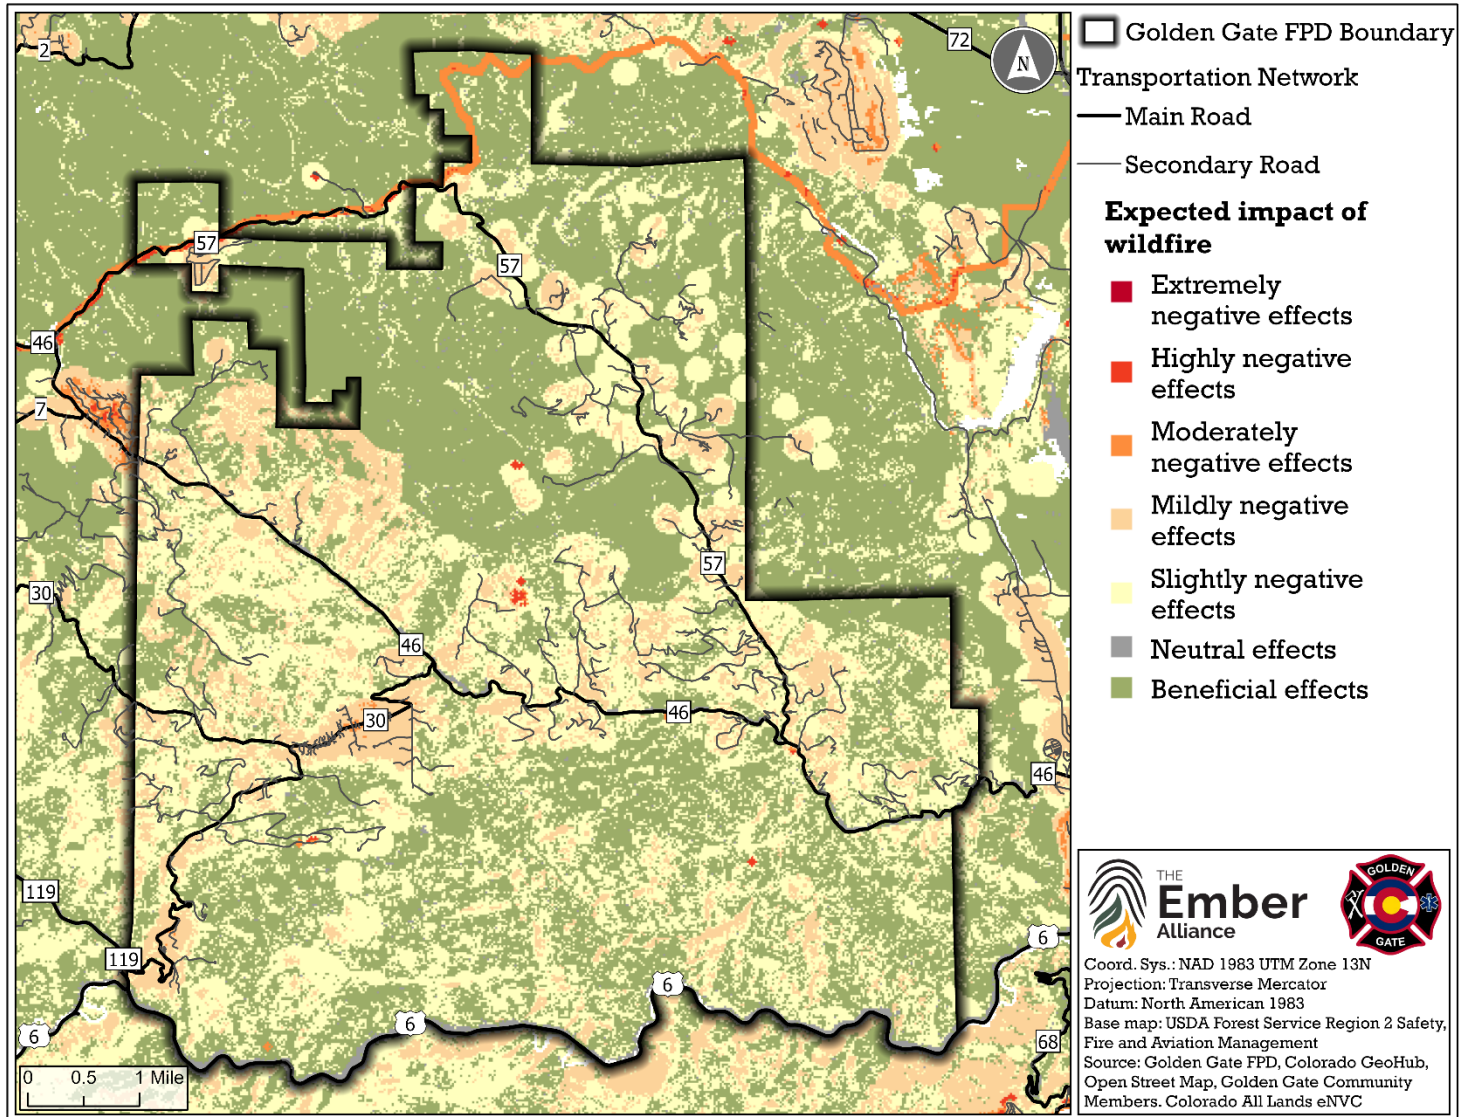 2
72
N
57
57
46
7
30
57
46
30
46
46
119
119
6
6
6
6
68
0 0.5 1 Mile
Golden Gate FPD Boundary
Transportation Network
Main Road
Secondary Road
Expected impact of
wildfire
Extremely
negative effects
Highly negative
effects
Moderately
negative effects
Mildly negative
effects
Slightly negative
effects
Neutral effects
Beneficial effects
THE
Ember
Alliance
GOLDEN
GATE
Coord. Sys.: NAD 1983 UTM Zone 13N
Projection: Transverse Mercator
Datum: North American 1983
Base map: USDA Forest Service Region 2 Safety,
Fire and Aviation Management
Source: Golden Gate FPD, Colorado GeoHub,
Open Street Map, Golden Gate Community
Members. Colorado All Lands eNVC